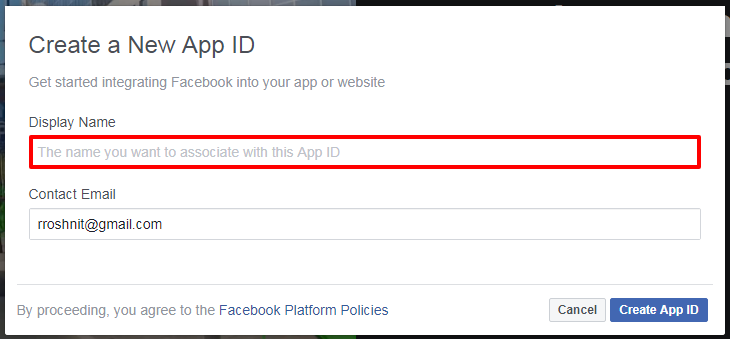 Create a New App ID
Get started integrating Facebook into your app or website
Display Name
The name you want to associate with this App ID
Contact Email
rroshnit@gmail.com
By proceeding, you agree to the Facebook Platform Policies
Cancel
Create App ID